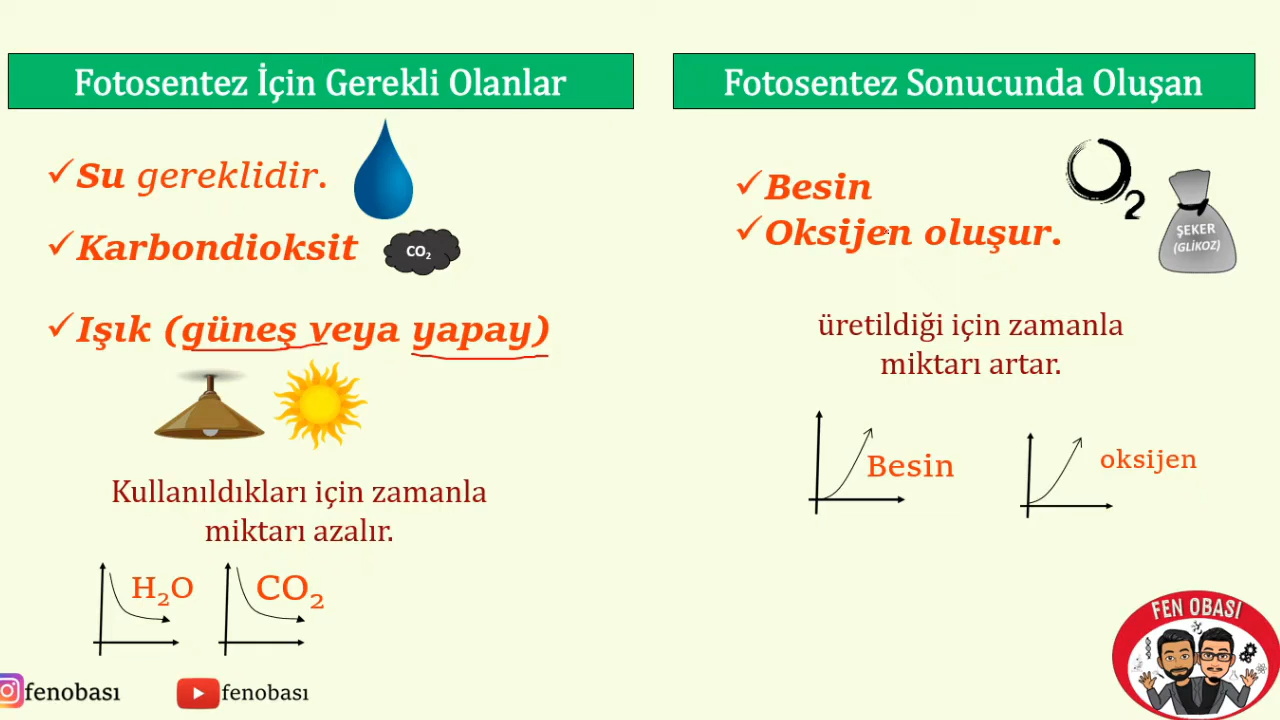 Fotosentez İçin Gerekli Olanlar
Su gereklidir.
Karbondioksit
CO₂
Işık (güneş veya yapay)
Kullanıldıkları için zamanla
miktarı azalır.
H₂O
CO₂
fenobası
fenobası
Fotosentez Sonucunda Oluşan
Besin
Oksijen oluşur.
O₂
ŞEKER
(GLİKOZ)
üretildiği için zamanla
miktarı artar.
Besin
oksijen
FEN OBASI